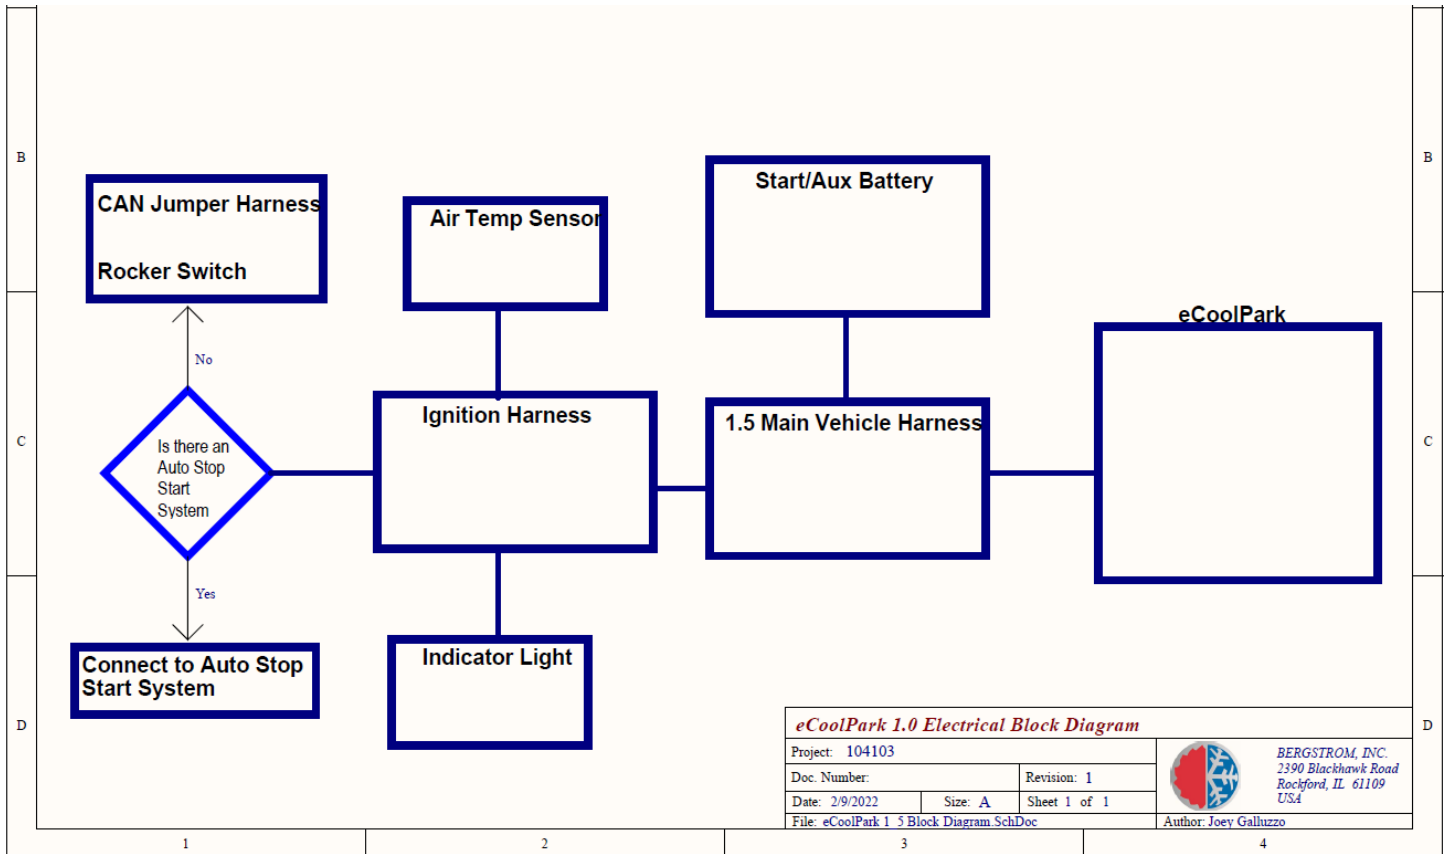 B
B
CAN Jumper Harness
Rocker Switch
Air Temp Sensor
Start/Aux Battery
eCoolPark
No
C
Is there an
Auto Stop
Start
System
Ignition Harness
1.5 Main Vehicle Harness
C
Yes
Connect to Auto Stop
Start System
Indicator Light
D
D
eCoolPark 1.0 Electrical Block Diagram
Project: 104103
Doc. Number:
Revision: 1
Date: 2/9/2022
Size: A
Sheet 1 of 1
File: eCoolPark 1_5 Block Diagram.SchDoc
BERGSTROM, INC.
2390 Blackhawk Road
Rockford, IL 61109
USA
Author: Joey Galluzzo
1
2
3
4